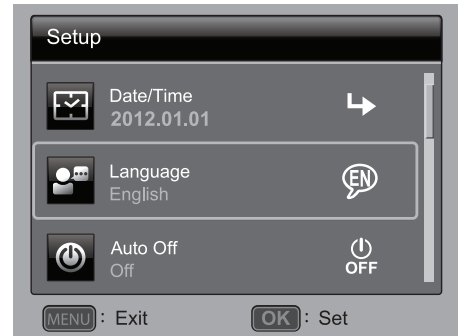 Setup
Date/Time
2012.01.01
Language
English
EN
Auto Off
Off
OFF
MENU : Exit OK : Set